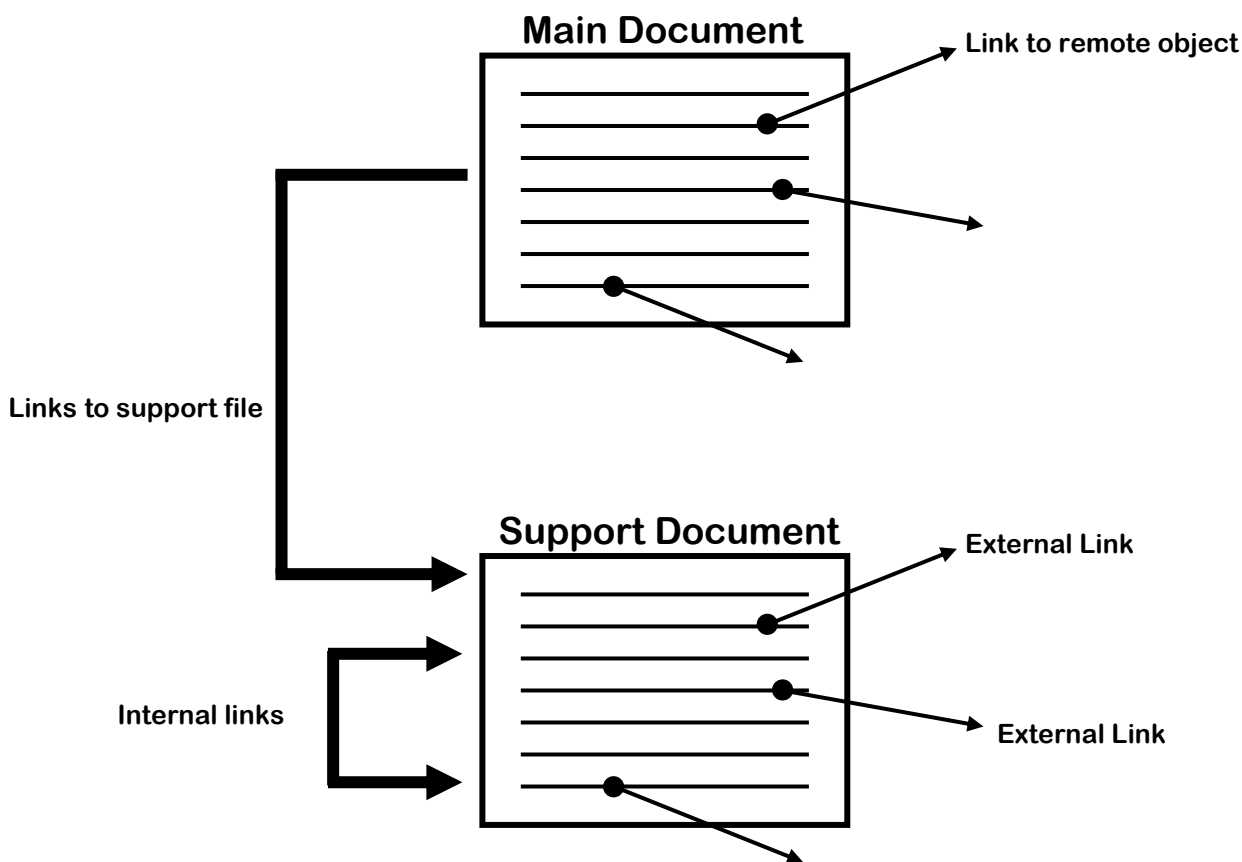 Main Document
Link to remote object
Links to support file
Support Document
External Link
Internal links
External Link